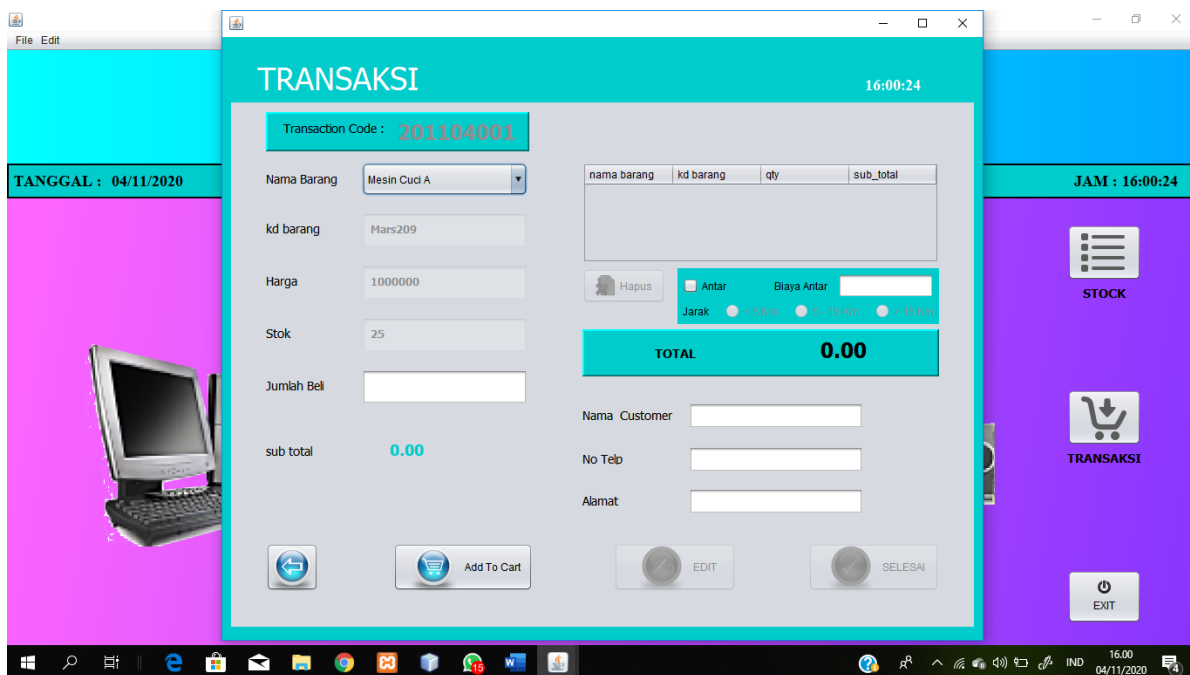 File Edit
TRANSAKSI
16:00:24
Transaction Code : 201104001
TANGGAL : 04/11/2020
JAM : 16:00:24
Nama Barang
Mesin Cuci A
kd barang
Mars209
Harga
1000000
Stok
25
Jumlah Beli
sub total
0.00
nama barang kd barang qty sub_total
Hapus
Antar
Biaya Antar
Jarak
TOTAL 0.00
Nama Customer
No Telp
Alamat
Add To Cart
EDIT
SELESAI
STOCK
TRANSAKSI
EXIT
15
IND
16.00
04/11/2020
4